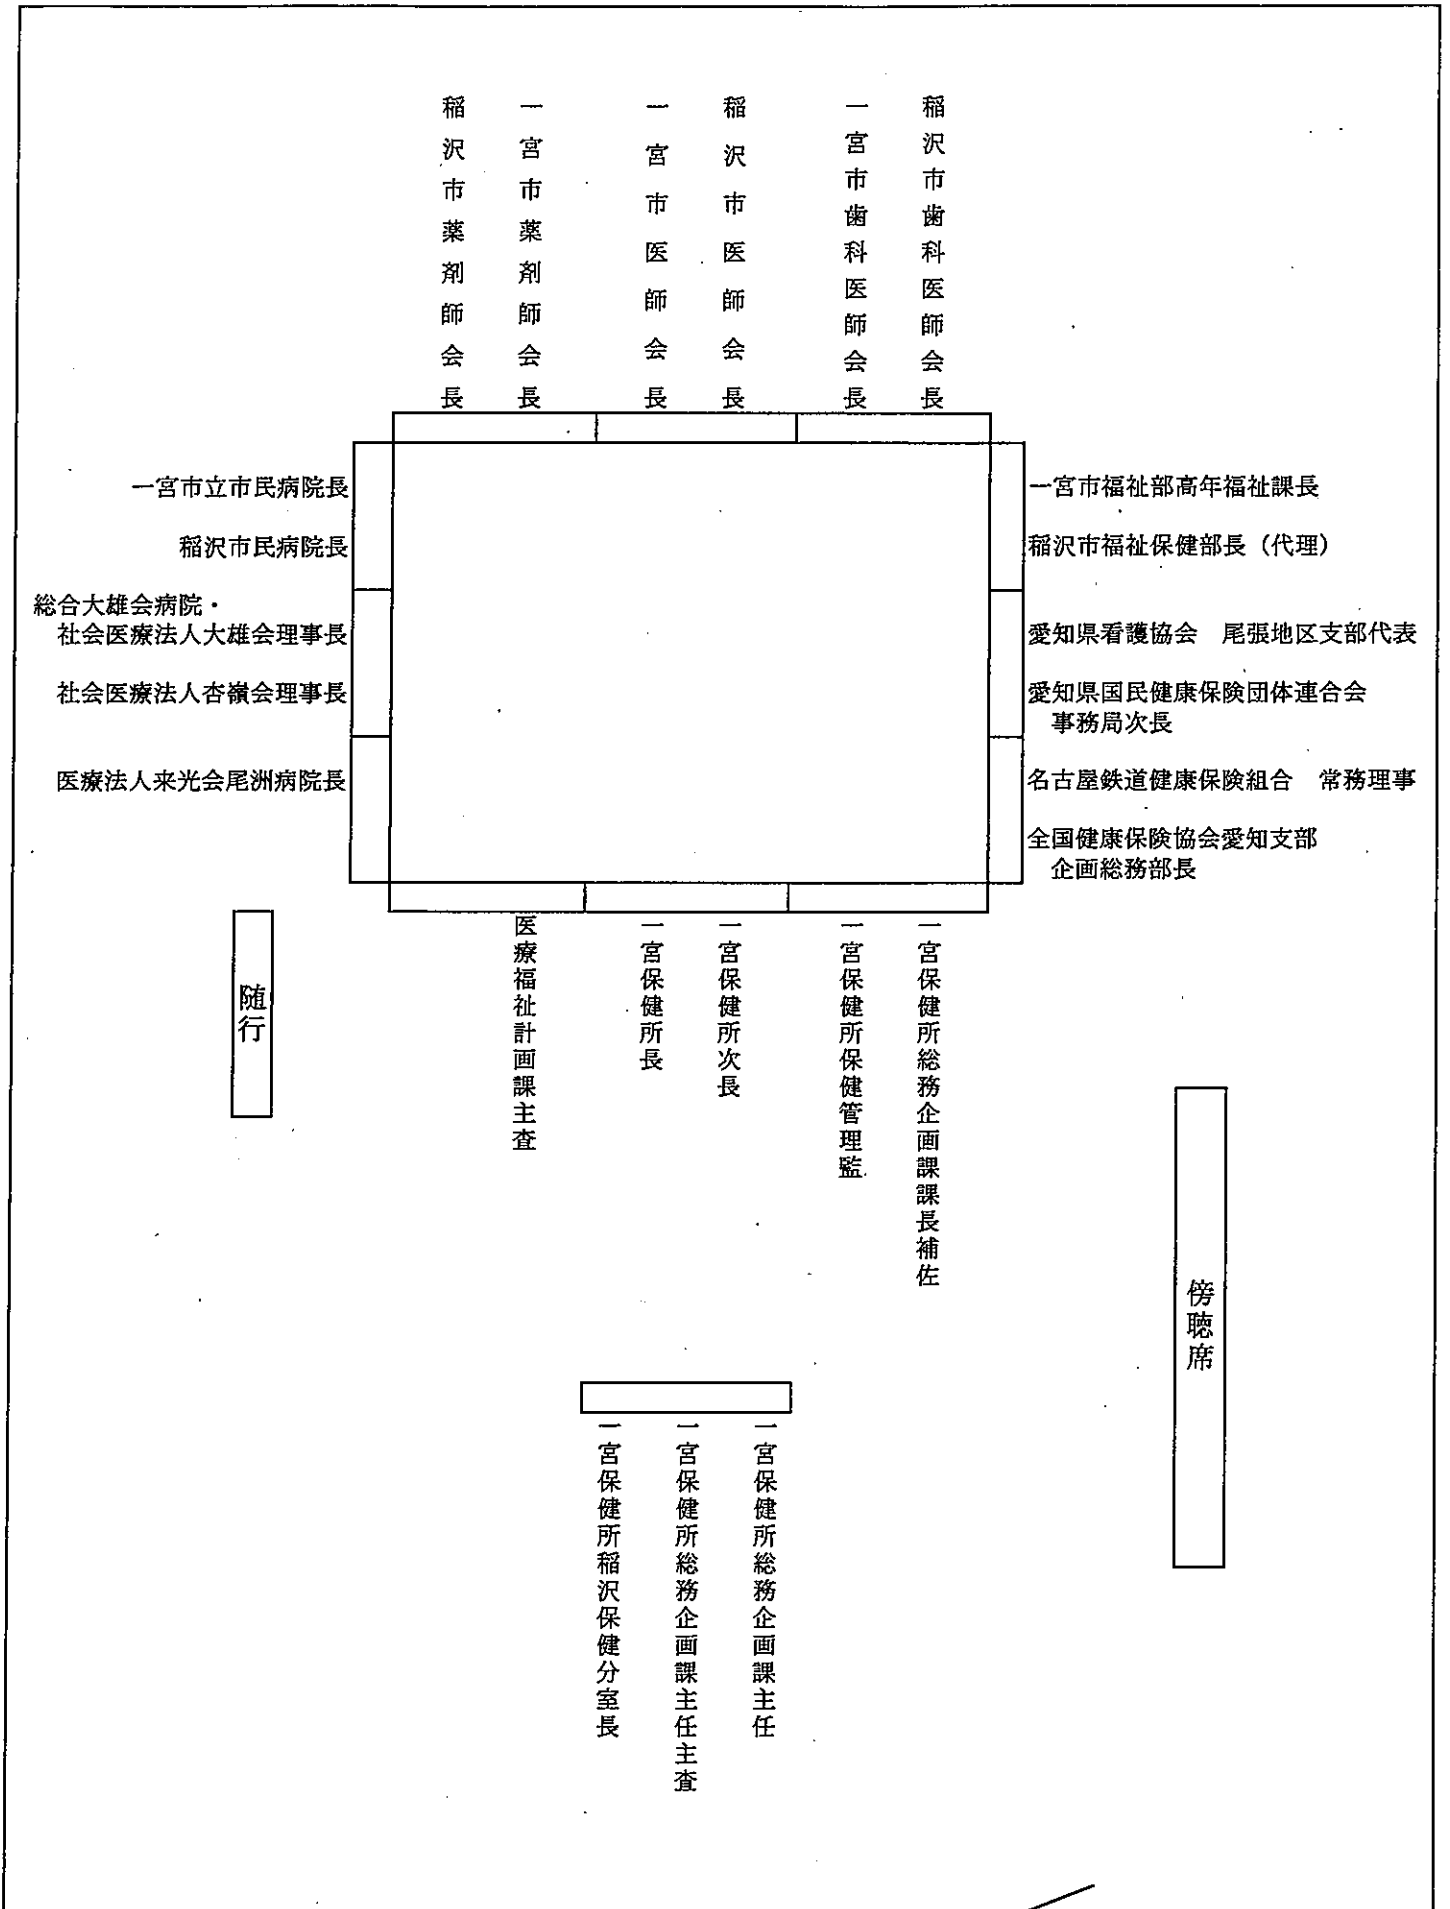 稲沢市薬剤師会長
一宮市薬剤師会長
一宮市医師会長
稲沢市医師会長
一宮市歯科医師会長
稲沢市歯科医師会長
一宮市立市民病院長
稲沢市民病院長
総合大雄会病院・
社会医療法人大雄会理事長
社会医療法人杏嶺会理事長
医療法人来光会尾洲病院長
一宮市福祉部高年福祉課長
稲沢市福祉保健部長（代理）
愛知県看護協会　尾張地区支部代表
愛知県国民健康保険団体連合会
事務局次長
名古屋鉄道健康保険組合　常務理事
全国健康保険協会愛知支部
企画総務部長
医療福祉計画課主査
一宮保健所長
一宮保健所次長
一宮保健所保健管理監
一宮保健所総務企画課課長補佐
随行
傍聴席
一宮保健所稲沢保健分室長
一宮保健所総務企画課主任主査
一宮保健所総務企画課主任